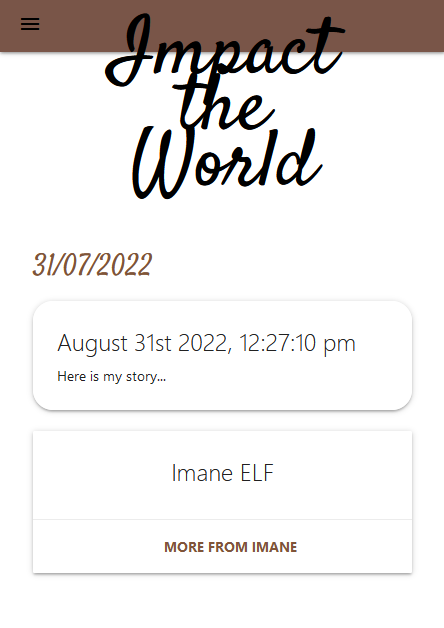 Impact
the
World
31/07/2022
August 31st 2022, 12:27:10 pm
Here is my story...
Imane ELF
MORE FROM IMANE